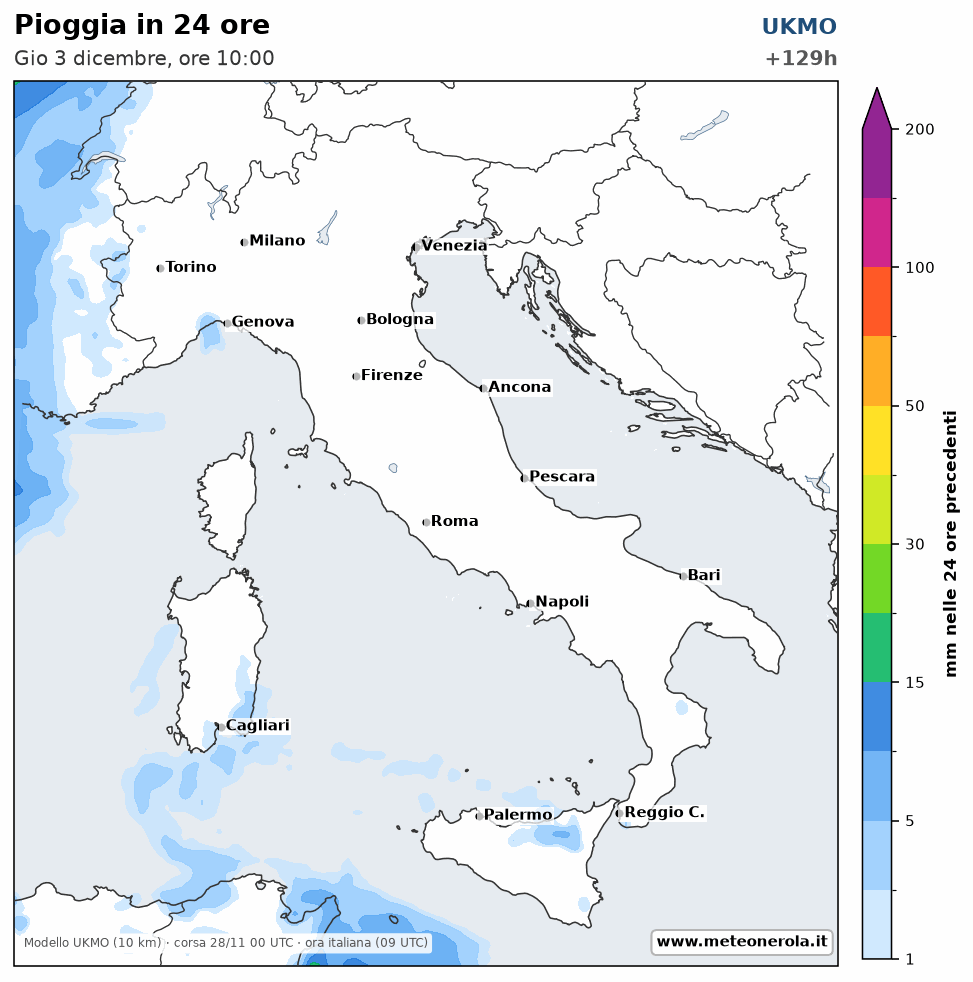 Pioggia in 24 ore
UKMO
Gio 3 dicembre, ore 10:00
+129h
Milano
Venezia
Torino
Genova
Bologna
Firenze
Ancona
Pescara
Roma
Bari
Napoli
Cagliari
Palermo
Reggio C.
200
100
50
30
15
5
1
mm nelle 24 ore precedenti
Modello UKMO (10 km) · corsa 28/11 00 UTC · ora italiana (09 UTC)
www.meteonerola.it